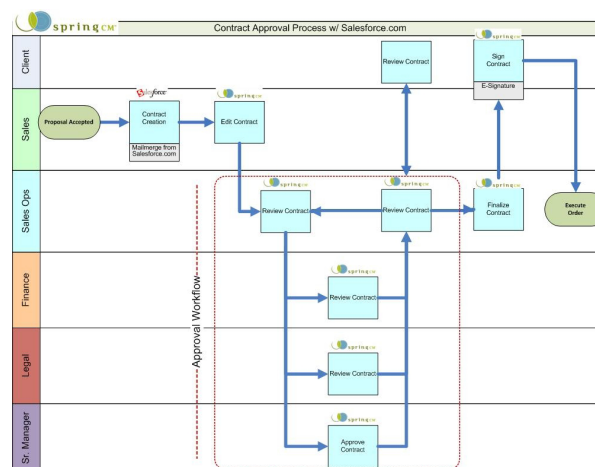 springCM
Contract Approval Process w/ Salesforce.com
Client
Review Contract
springCM
Sign
Contract
E-Signature
Sales
Proposal Accepted
salesforce
Contract
Creation
Mailmerge from
Salesforce.com
springCM
Edit Contract
Sales Ops
springCM
Review Contract
springCM
Review Contract
springCM
Finalize
Contract
Execute
Order
Approval Workflow
Finance
springCM
Review Contract
Legal
springCM
Review Contract
Sr. Manager
springCM
Approve
Contract